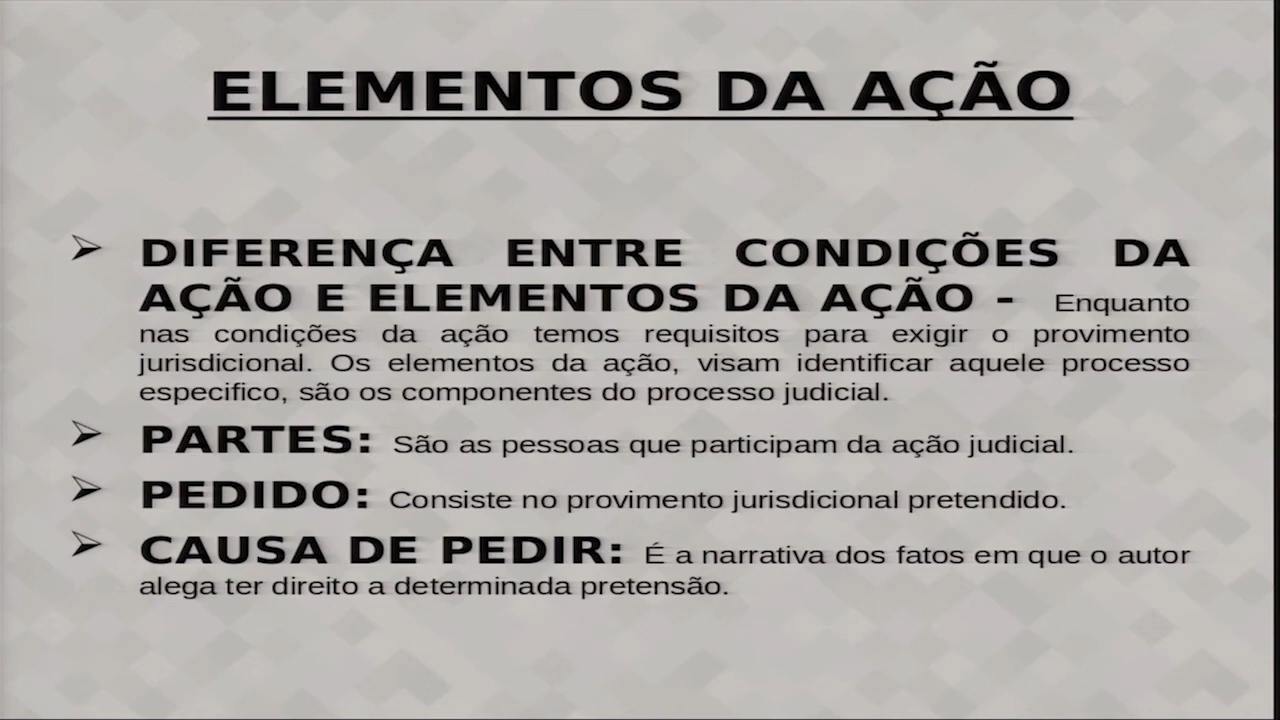 ELEMENTOS DA AÇÃO
➢ DIFERENÇA ENTRE CONDIÇÕES DA
AÇÃO E ELEMENTOS DA AÇÃO - Enquanto
nas condições da ação temos requisitos para exigir o provimento
jurisdicional. Os elementos da ação, visam identificar aquele processo
especifico, são os componentes do processo judicial.
➢ PARTES: São as pessoas que participam da ação judicial.
➢ PEDIDO: Consiste no provimento jurisdicional pretendido.
➢ CAUSA DE PEDIR: É a narrativa dos fatos em que o autor
alega ter direito a determinada pretensão.